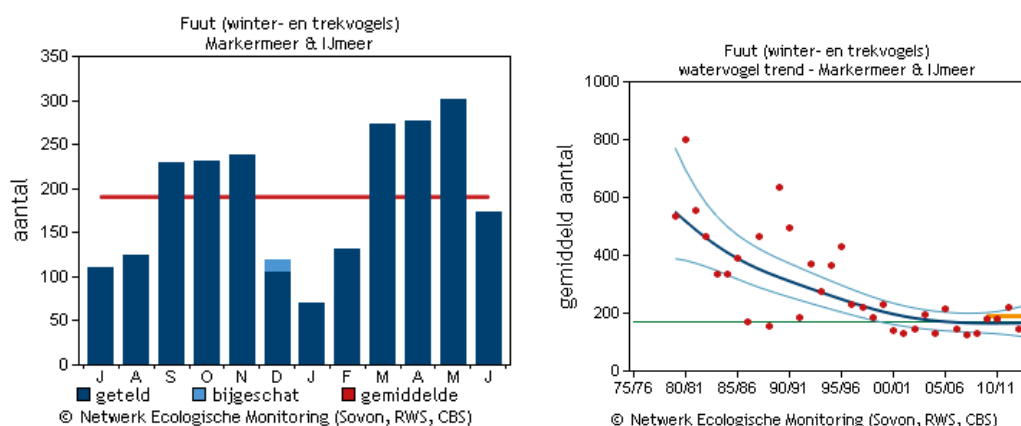 Fuut (winter- en trekvogels)
Markermeer & IJmeer
350
300
250
200
150
100
50
0
aantal
J A S O N D J F M A M J
geteld bijgeschat gemiddelde
© Netwerk Ecologische Monitoring (Sovon, RWS, CBS)
Fuut (winter- en trekvogels)
watervogel trend - Markermeer & IJmeer
1000
800
600
400
200
0
gemiddeld aantal
75/76 80/81 85/86 90/91 95/96 00/01 05/06 10/11
© Netwerk Ecologische Monitoring (Sovon, RWS, CBS)